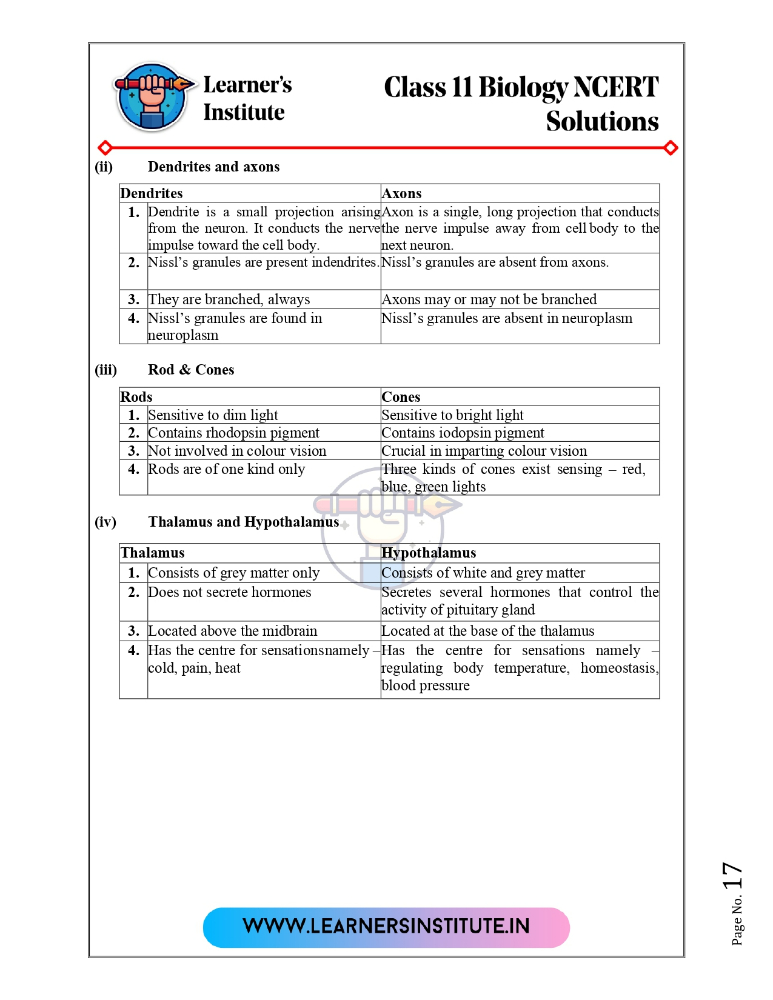 Learner's
Institute
Class 11 Biology NCERT
Solutions
(ii) Dendrites and axons
Dendrites Axons
1. Dendrite is a small projection arising Axon is a single, long projection that conducts
from the neuron. It conducts the nerve the nerve impulse away from cell body to the
impulse toward the cell body. next neuron.
2. Nissl's granules are present indendrites. Nissl's granules are absent from axons.
3. They are branched, always Axons may or may not be branched
4. Nissl's granules are found in Nissl's granules are absent in neuroplasm
neuroplasm
(iii) Rod & Cones
Rods Cones
1. Sensitive to dim light Sensitive to bright light
2. Contains rhodopsin pigment Contains iodopsin pigment
3. Not involved in colour vision Crucial in imparting colour vision
4. Rods are of one kind only Three kinds of cones exist sensing – red,
blue, green lights
(iv) Thalamus and Hypothalamus
Thalamus Hypothalamus
1. Consists of grey matter only Consists of white and grey matter
2. Does not secrete hormones Secretes several hormones that control the
activity of pituitary gland
3. Located above the midbrain Located at the base of the thalamus
4. Has the centre for sensationsnamely – Has the centre for sensations namely –
cold, pain, heat regulating body temperature, homeostasis,
blood pressure
Page No. 17
WWW.LEARNERSINSTITUTE.IN